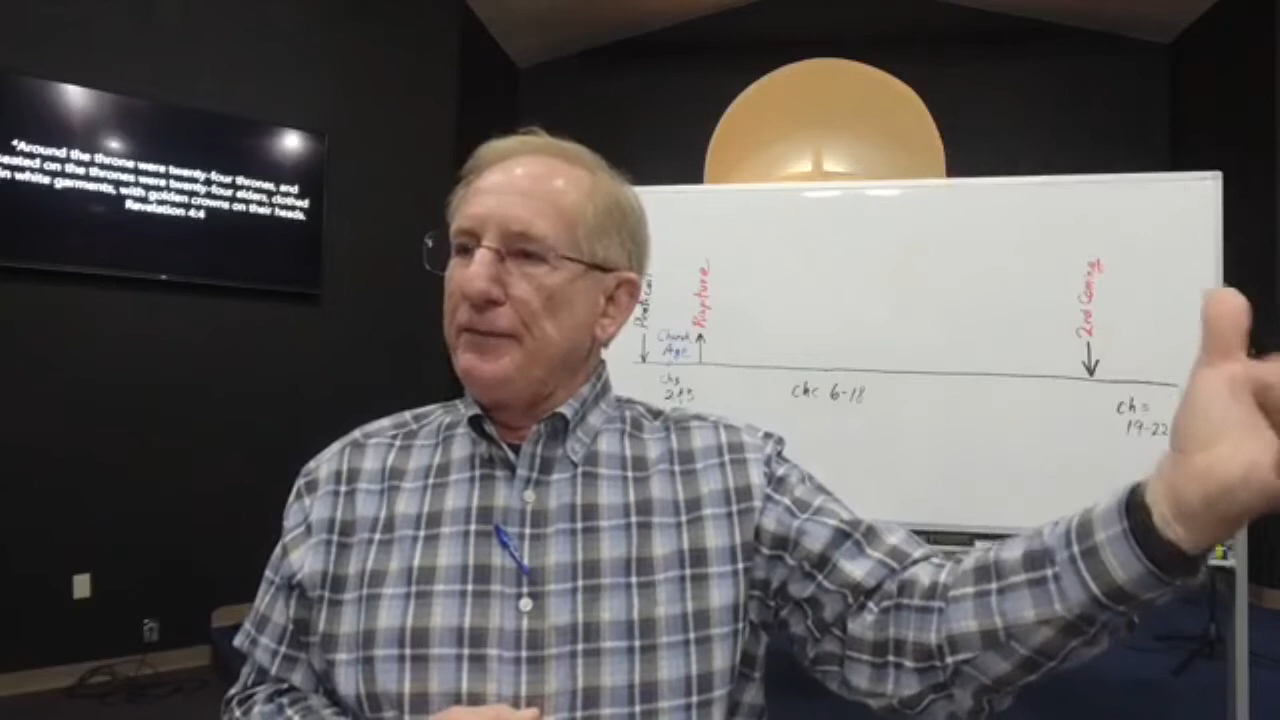 ⁴Around the throne were twenty-four thrones, and
seated on the thrones were twenty-four elders, clothed
in white garments, with golden crowns on their heads.
Revelation 4:4
Rapture
2nd Coming
Church
Age
Chs
2&3
chs 6-18
chs
19-22